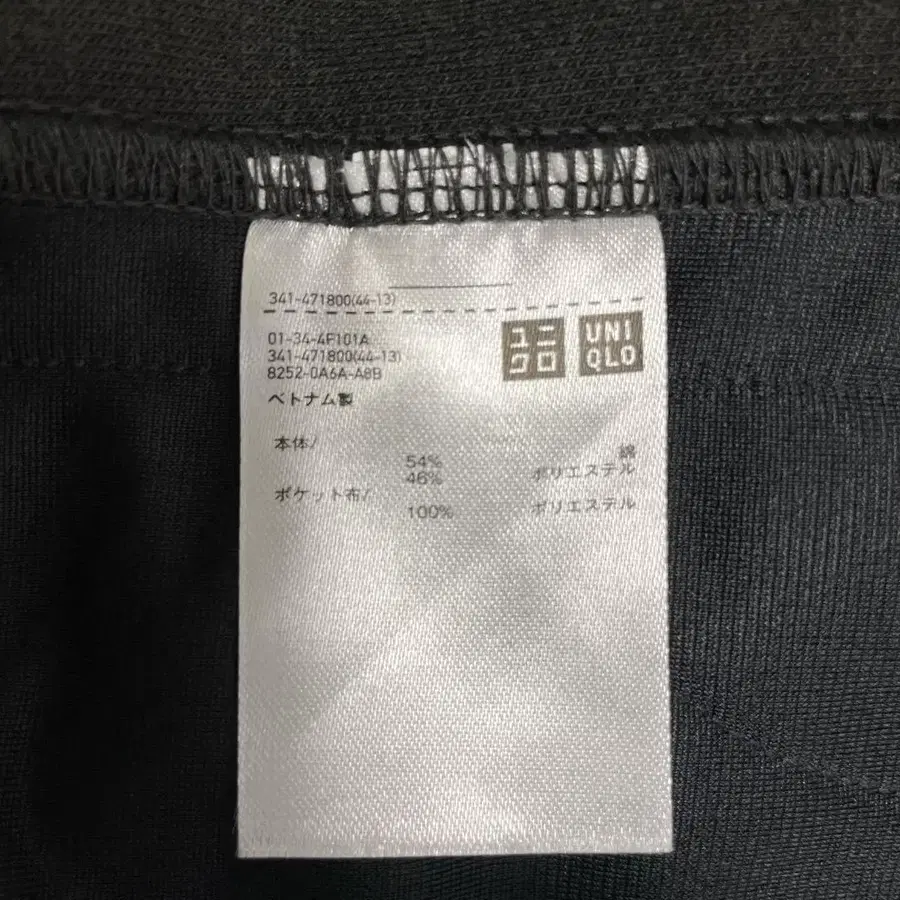 341-471800(44-13)
01-34-4F101A
341-471800(44-13)
8252-0A6A-A8B
ベトナム製
ユニ
クロ
UNI
QLO
本体/
54% 綿
46% ポリエステル
ポケット布/
100% ポリエステル